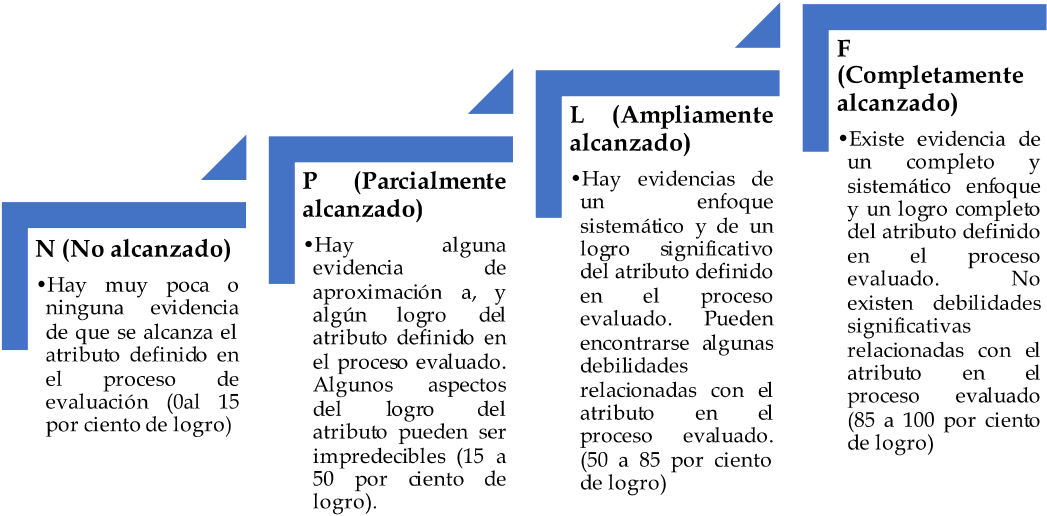 N (No alcanzado)
•Hay muy poca o
ninguna evidencia
de que se alcanza el
atributo definido en
el proceso de
evaluación (0al 15
por ciento de logro)
P (Parcialmente
alcanzado)
•Hay alguna
evidencia de
aproximación a, y
algún logro del
atributo definido en
el proceso evaluado.
Algunos aspectos
del logro del
atributo pueden ser
impredecibles (15 a
50 por ciento de
logro).
L (Ampliamente
alcanzado)
•Hay evidencias de
un enfoque
sistemático y de un
logro significativo
del atributo definido
en el proceso
evaluado. Pueden
encontrarse algunas
debilidades
relacionadas con el
atributo en el
proceso evaluado.
(50 a 85 por ciento
de logro)
F
(Completamente
alcanzado)
•Existe evidencia de
un completo y
sistemático enfoque
y un logro completo
del atributo definido
en el proceso
evaluado. No
existen debilidades
significativas
relacionadas con el
atributo en el
proceso evaluado
(85 a 100 por ciento
de logro)